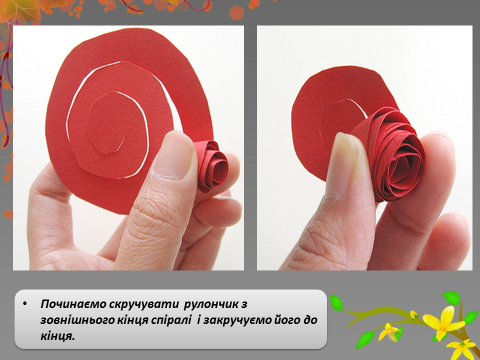 • Починаємо скручувати рулончик з
зовнішнього кінця спіралі і закручуємо його до
кінця.